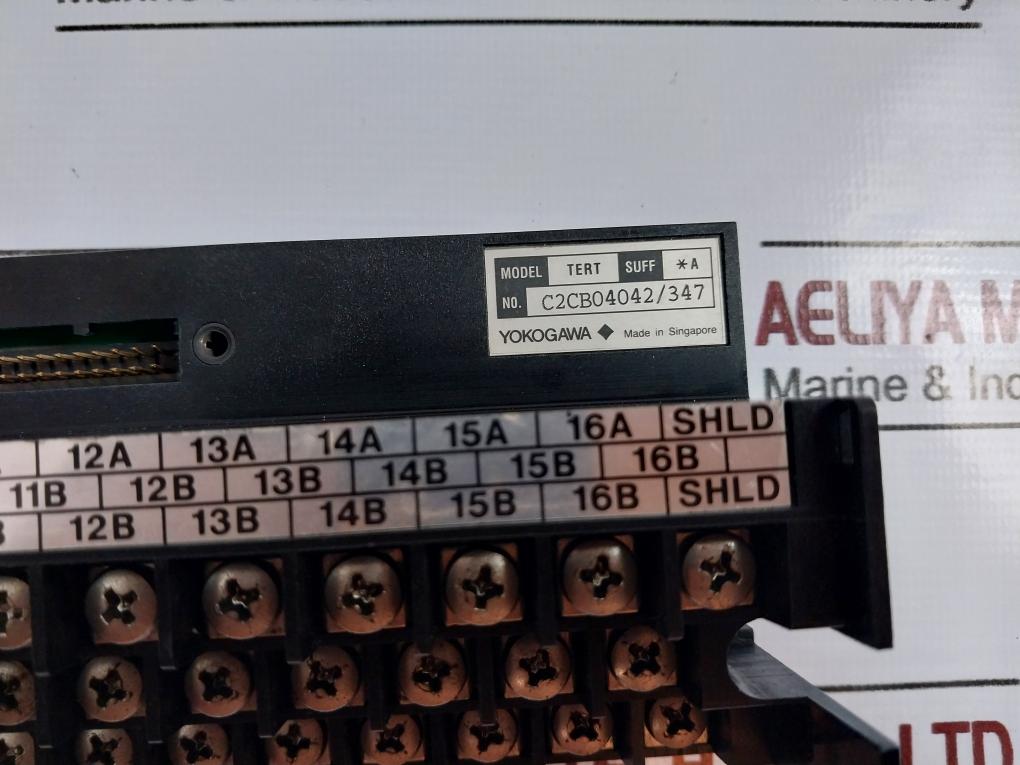 MODEL TERT SUFF *A
NO. C2CB04042/347
YOKOGAWA Made in Singapore
AELIYA M
Marine & Ind
12A 13A 14A 15A 16A SHLD
11B 12B 13B 14B 15B 16B
12B 13B 14B 15B 16B SHLD
LTD